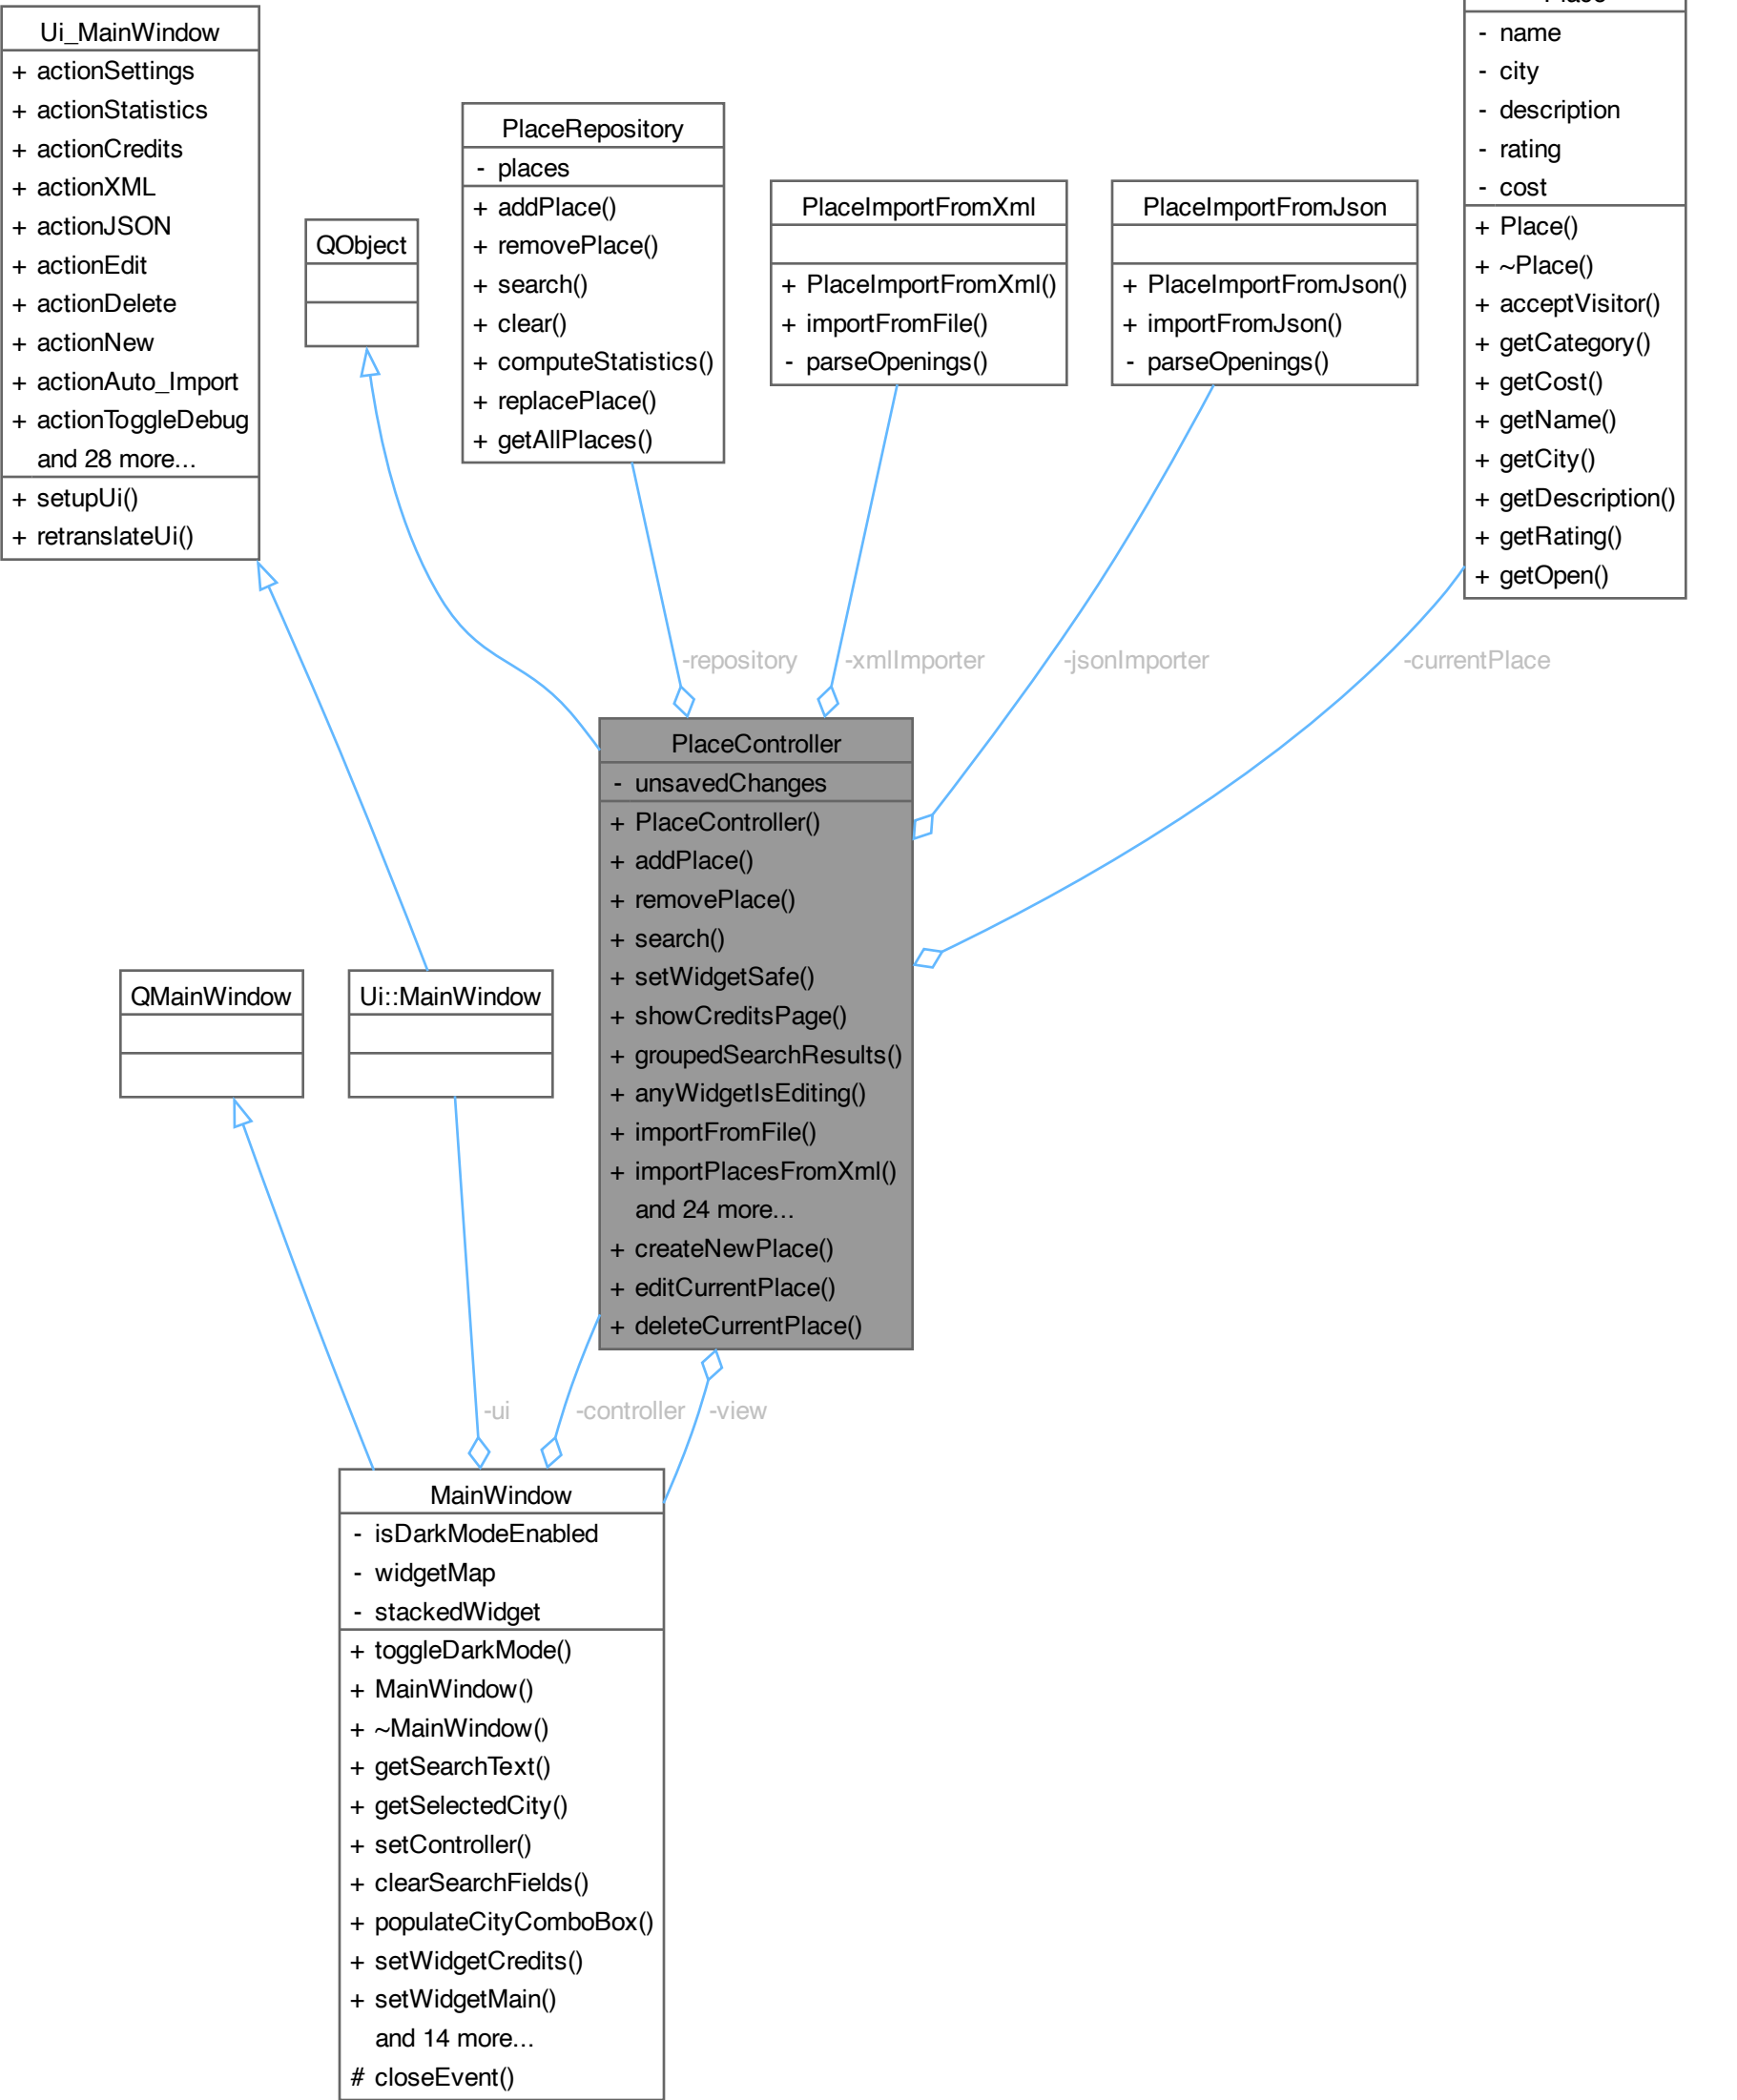 Ui_MainWindow
+ actionSettings
+ actionStatistics
+ actionCredits
+ actionXML
+ actionJSON
+ actionEdit
+ actionDelete
+ actionNew
+ actionAuto_Import
+ actionToggleDebug
and 28 more...
+ setupUi()
+ retranslateUi()
QObject
PlaceRepository
- places
+ addPlace()
+ removePlace()
+ search()
+ clear()
+ computeStatistics()
+ replacePlace()
+ getAllPlaces()
PlaceImportFromXml
+ PlaceImportFromXml()
+ importFromFile()
- parseOpenings()
PlaceImportFromJson
+ PlaceImportFromJson()
+ importFromJson()
- parseOpenings()
- name
- city
- description
- rating
- cost
+ Place()
+ ~Place()
+ acceptVisitor()
+ getCategory()
+ getCost()
+ getName()
+ getCity()
+ getDescription()
+ getRating()
+ getOpen()
-repository
-xmlImporter
-jsonImporter
-currentPlace
PlaceController
- unsavedChanges
+ PlaceController()
+ addPlace()
+ removePlace()
+ search()
+ setWidgetSafe()
+ showCreditsPage()
+ groupedSearchResults()
+ anyWidgetIsEditing()
+ importFromFile()
+ importPlacesFromXml()
and 24 more...
+ createNewPlace()
+ editCurrentPlace()
+ deleteCurrentPlace()
QMainWindow
Ui::MainWindow
-ui
-controller
-view
MainWindow
- isDarkModeEnabled
- widgetMap
- stackedWidget
+ toggleDarkMode()
+ MainWindow()
+ ~MainWindow()
+ getSearchText()
+ getSelectedCity()
+ setController()
+ clearSearchFields()
+ populateCityComboBox()
+ setWidgetCredits()
+ setWidgetMain()
and 14 more...
# closeEvent()